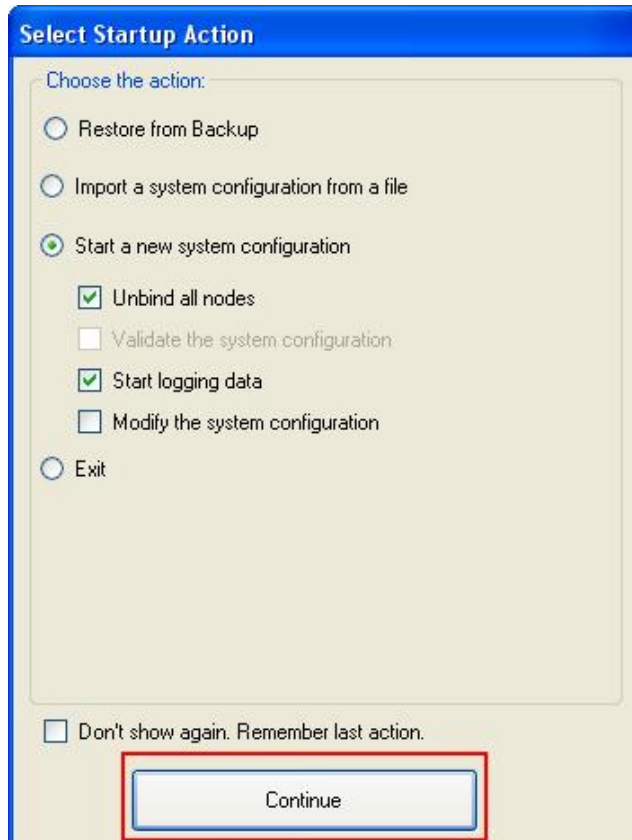 Select Startup Action
Choose the action:
Restore from Backup
Import a system configuration from a file
Start a new system configuration
Unbind all nodes
Validate the system configuration
Start logging data
Modify the system configuration
Exit
Don't show again. Remember last action.
Continue